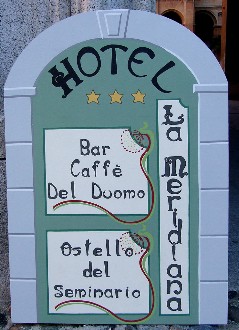 HOTEL
La Meridiana
Bar
Caffè
Del Duomo
Ostello
del
Seminario